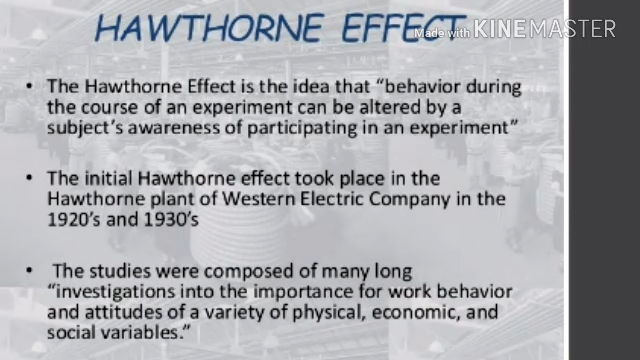 HAWTHORNE EFFECT
Made with KINEMASTER
• The Hawthorne Effect is the idea that “behavior during
the course of an experiment can be altered by a
subject’s awareness of participating in an experiment”
• The initial Hawthorne effect took place in the
Hawthorne plant of Western Electric Company in the
1920’s and 1930’s
• The studies were composed of many long
“investigations into the importance for work behavior
and attitudes of a variety of physical, economic, and
social variables.”